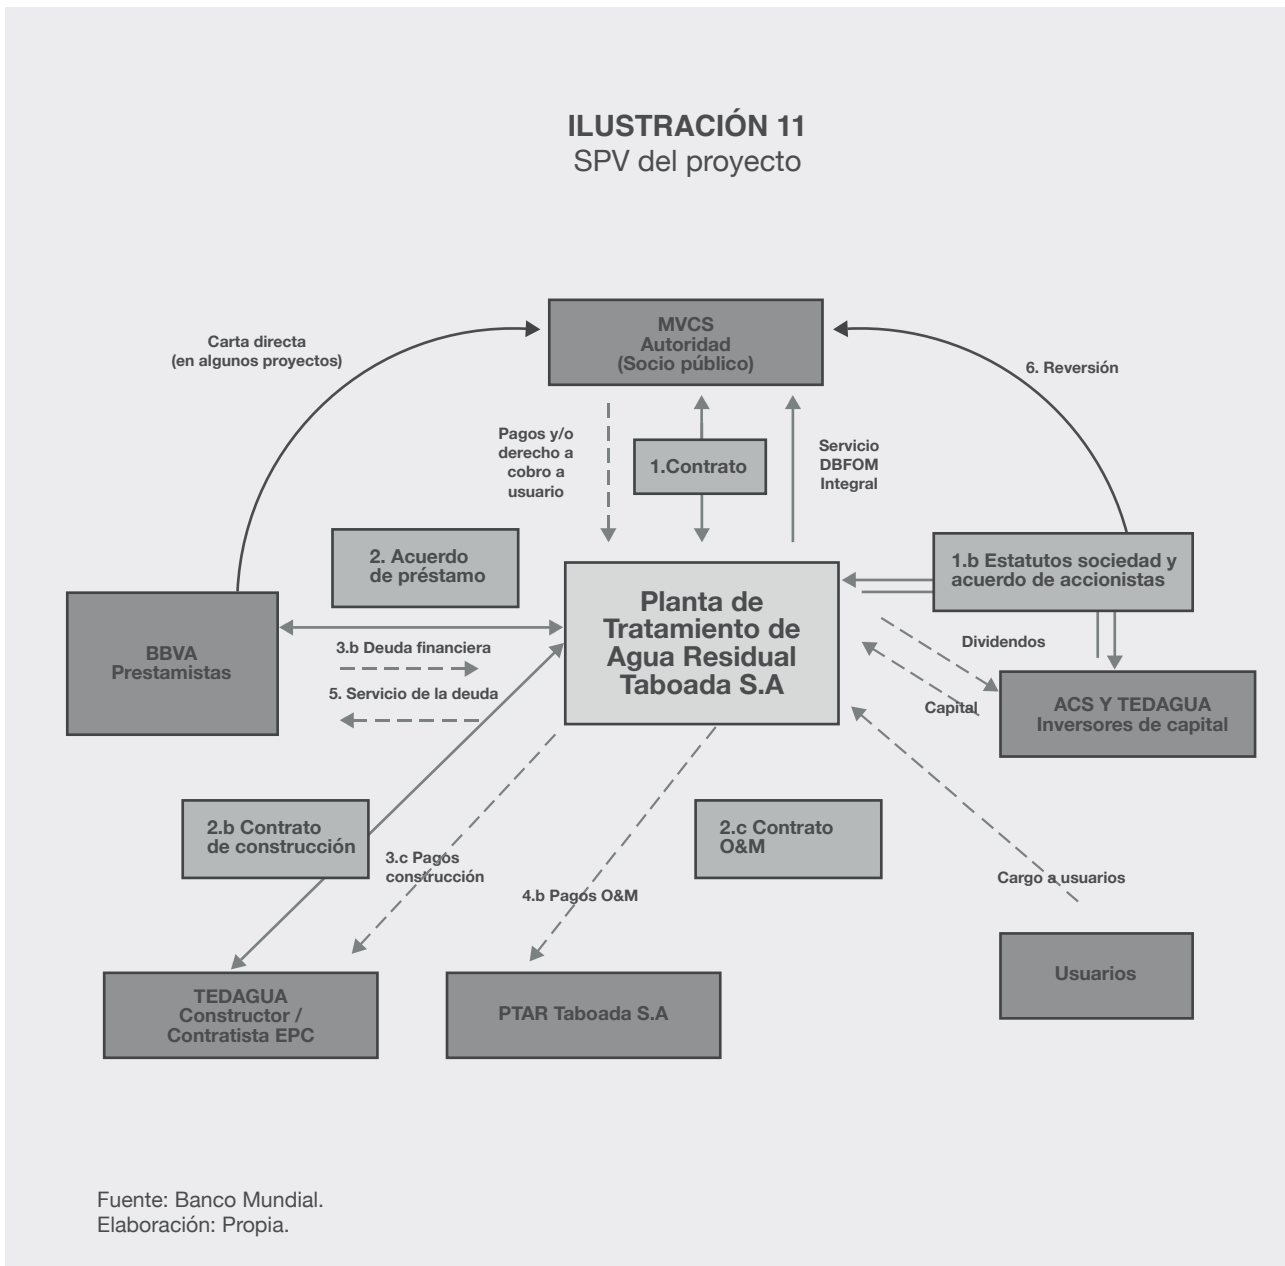 ILUSTRACIÓN 11
SPV del proyecto
MVCS
Autoridad
(Socio público)
Carta directa
(en algunos proyectos)
6. Reversión
Pagos y/o
derecho a
cobro a
usuario
1.Contrato
Servicio
DBFOM
Integral
2. Acuerdo
de préstamo
1.b Estatutos sociedad y
acuerdo de accionistas
Planta de
Tratamiento de
Agua Residual
Taboada S.A
BBVA
Prestamistas
3.b Deuda financiera
5. Servicio de la deuda
Dividendos
Capital
ACS Y TEDAGUA
Inversores de capital
2.b Contrato
de construcción
3.c Pagos
construcción
2.c Contrato
O&M
4.b Pagos O&M
Cargo a usuarios
Usuarios
TEDAGUA
Constructor /
Contratista EPC
PTAR Taboada S.A
Fuente: Banco Mundial.
Elaboración: Propia.